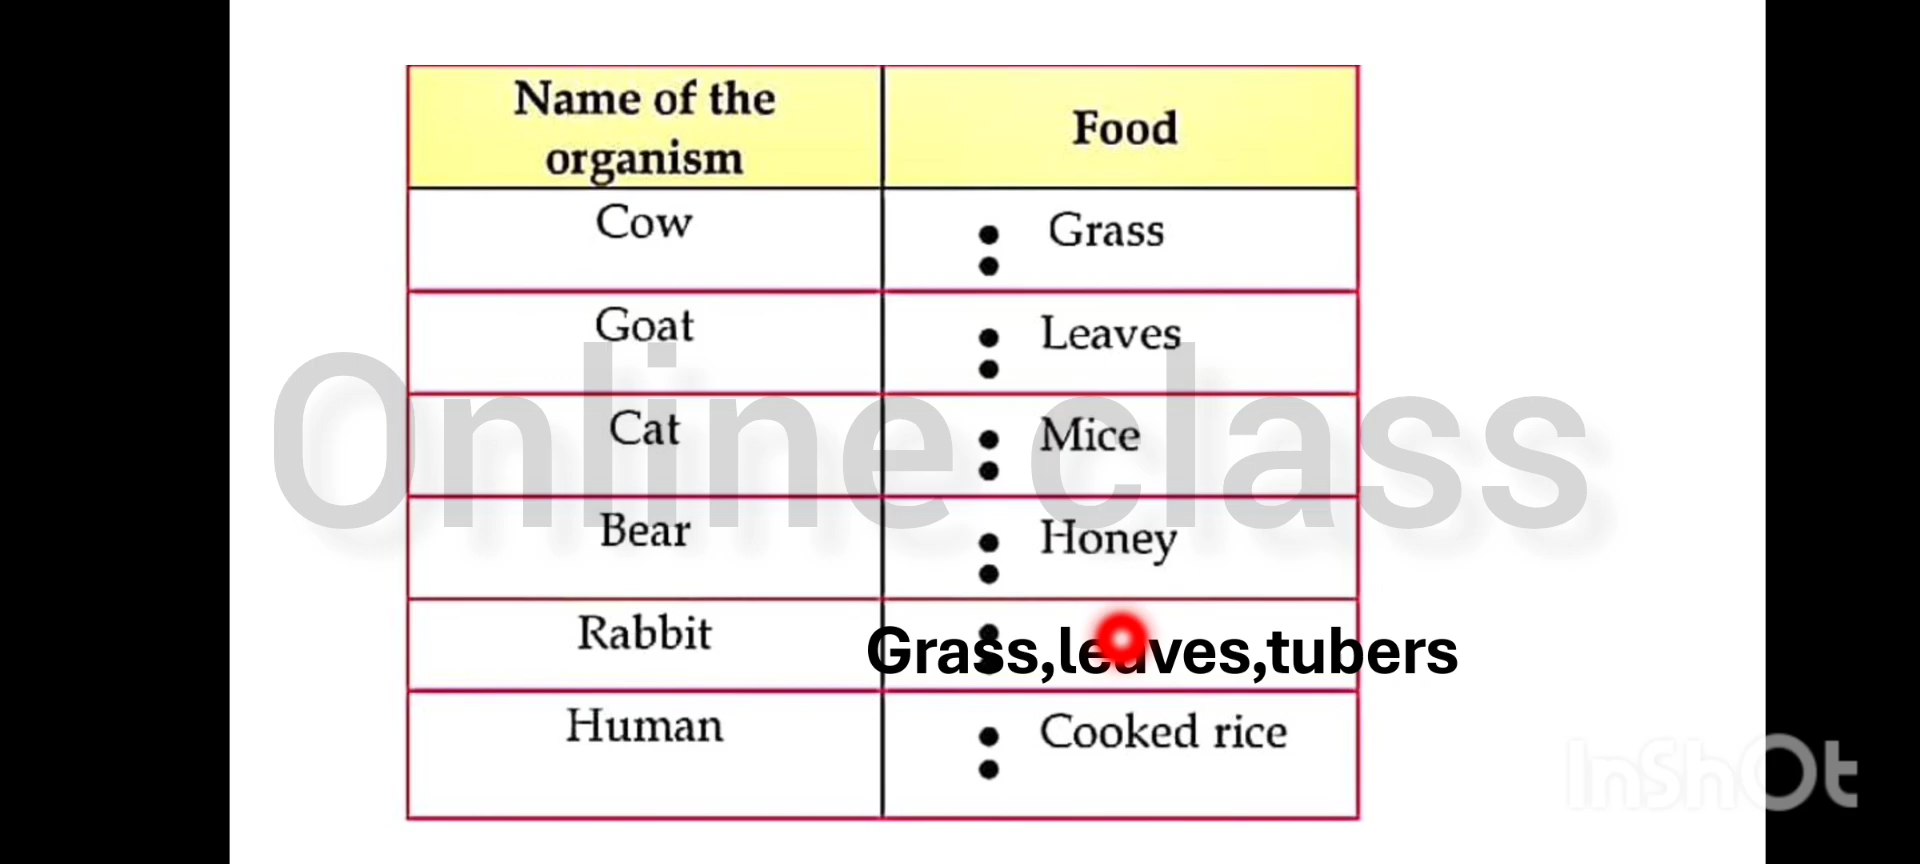 Name of the
organism
Food
Cow
• Grass
•
Goat
• Leaves
•
Cat
• Mice
•
Bear
• Honey
•
Rabbit
Grass,leaves,tubers
Human
• Cooked rice
•
Online class
InShOt